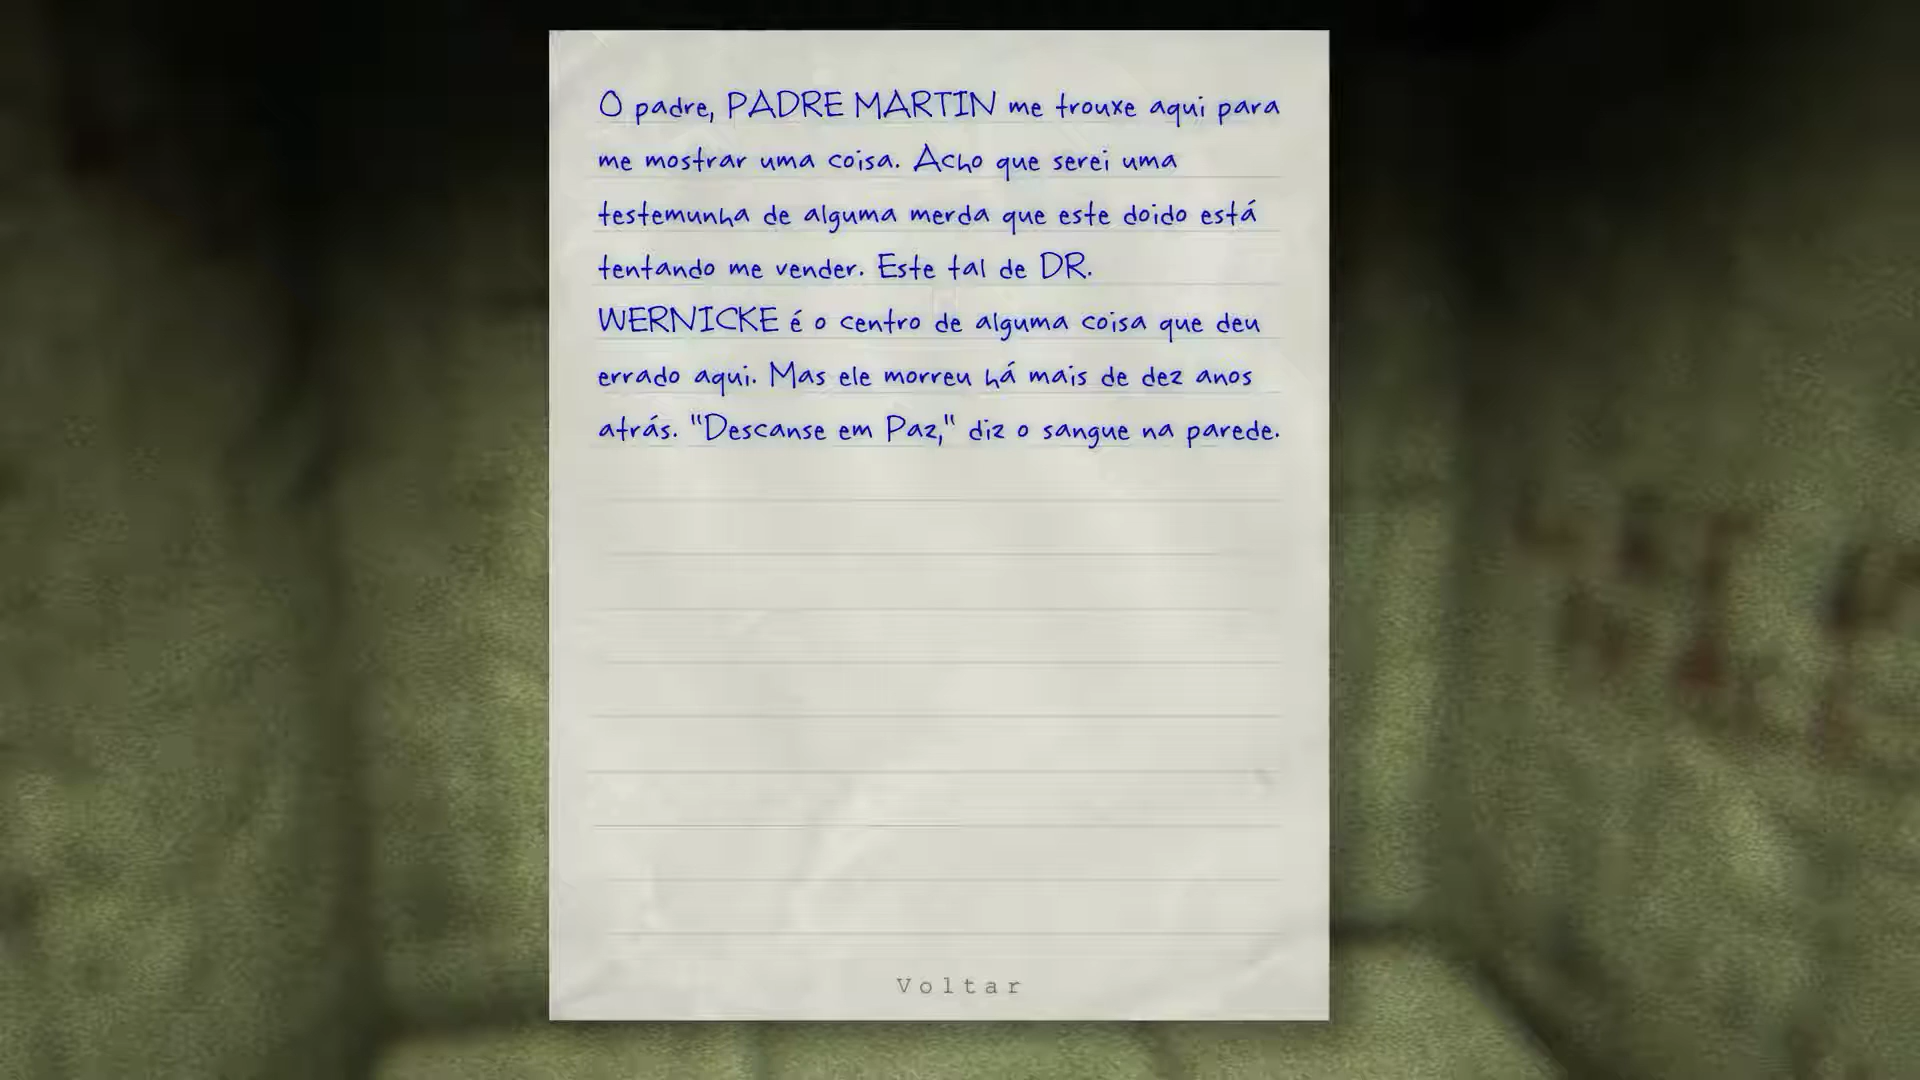 O padre, PADRE MARTIN me trouxe aqui para
me mostrar uma coisa. Acho que serei uma
testemunha de alguma merda que este doido está
tentando me vender. Este tal de DR.
WERNICKE é o centro de alguma coisa que deu
errado aqui. Mas ele morreu há mais de dez anos
atrás. "Descanse em Paz," diz o sangue na parede.
Voltar